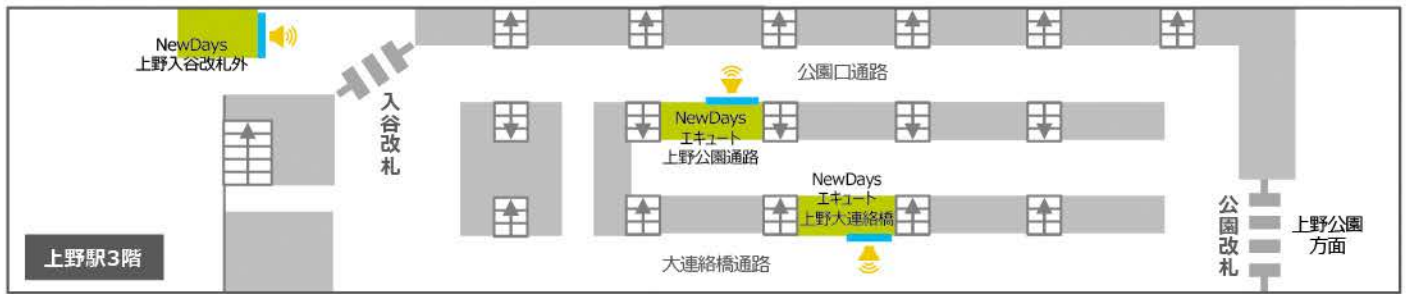 NewDays
上野入谷改札外
入谷改札
公園口通路
NewDays
エキュート
上野公園通路
NewDays
エキュート
上野大連絡橋
大連絡橋通路
公園改札
上野公園
方面
上野駅3階